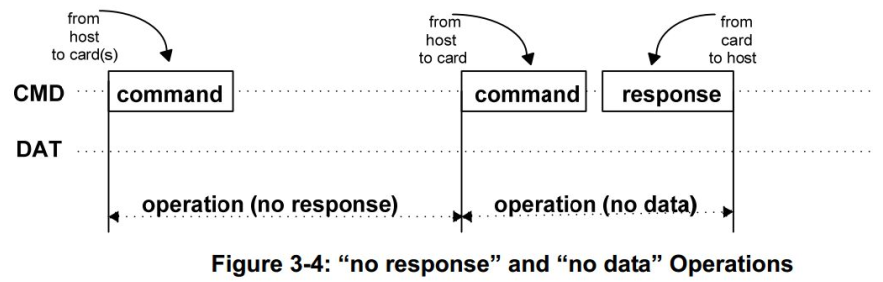 from
host
to card(s)
from
host
to card
from
card
to host
CMD
command
command
response
DAT
operation (no response)
operation (no data)
Figure 3-4: “no response” and “no data” Operations